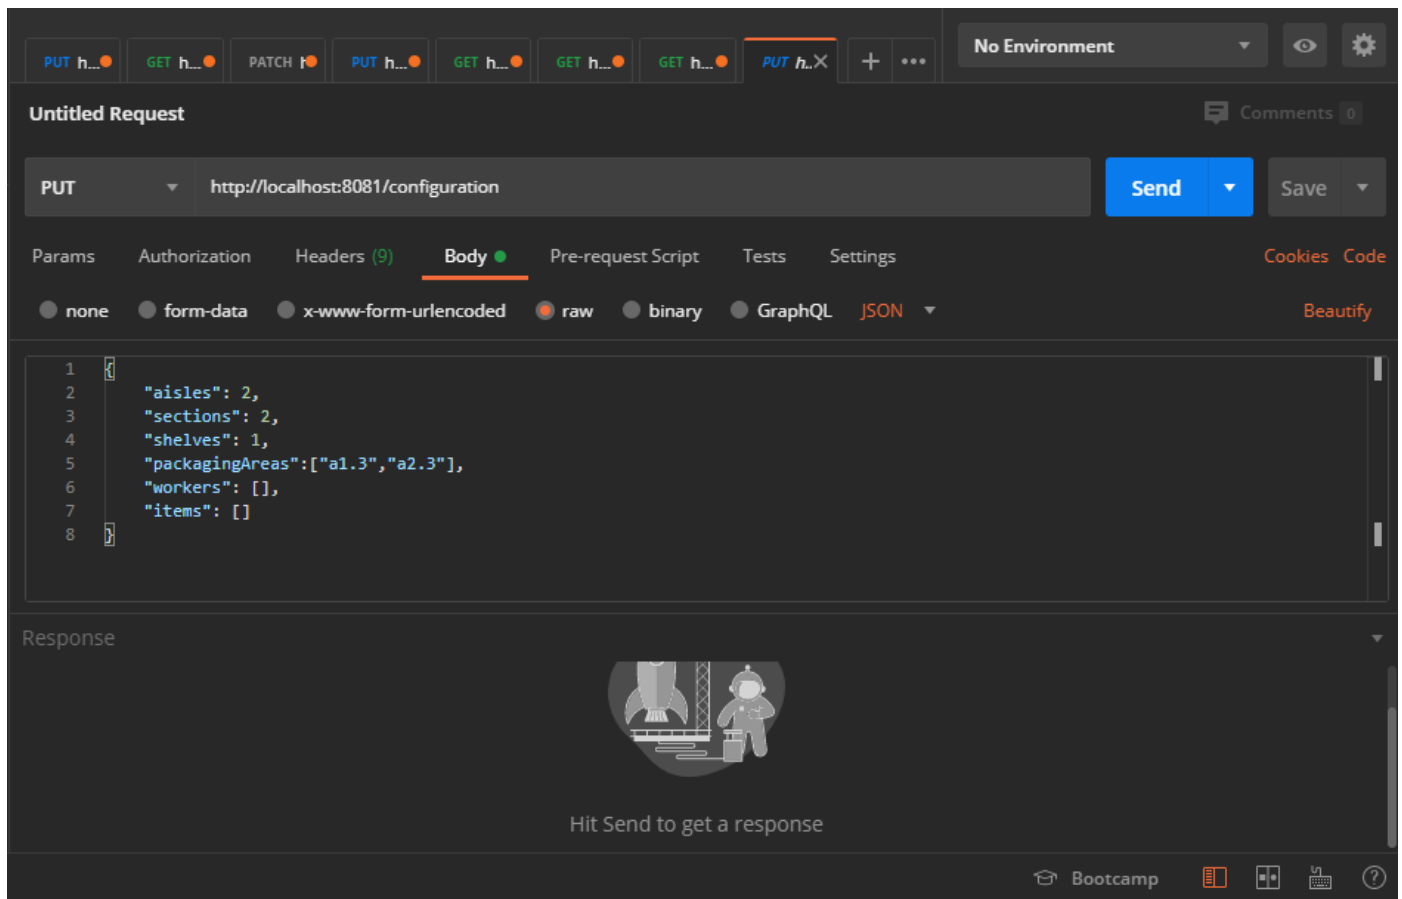 PUT h... GET h... PATCH PUT h... GET h... GET h... GET h... PUT h.. + ••• No Environment
Untitled Request Comments 0
PUT http://localhost:8081/configuration Send Save
Params Authorization Headers (9) Body Pre-request Script Tests Settings Cookies Code
none form-data x-www-form-urlencoded raw binary GraphQL JSON Beautify
1 {
2 "aisles": 2,
3 "sections": 2,
4 "shelves": 1,
5 "packagingAreas":["a1.3","a2.3"],
6 "workers": [],
7 "items": []
8 }
Response
Hit Send to get a response
Bootcamp